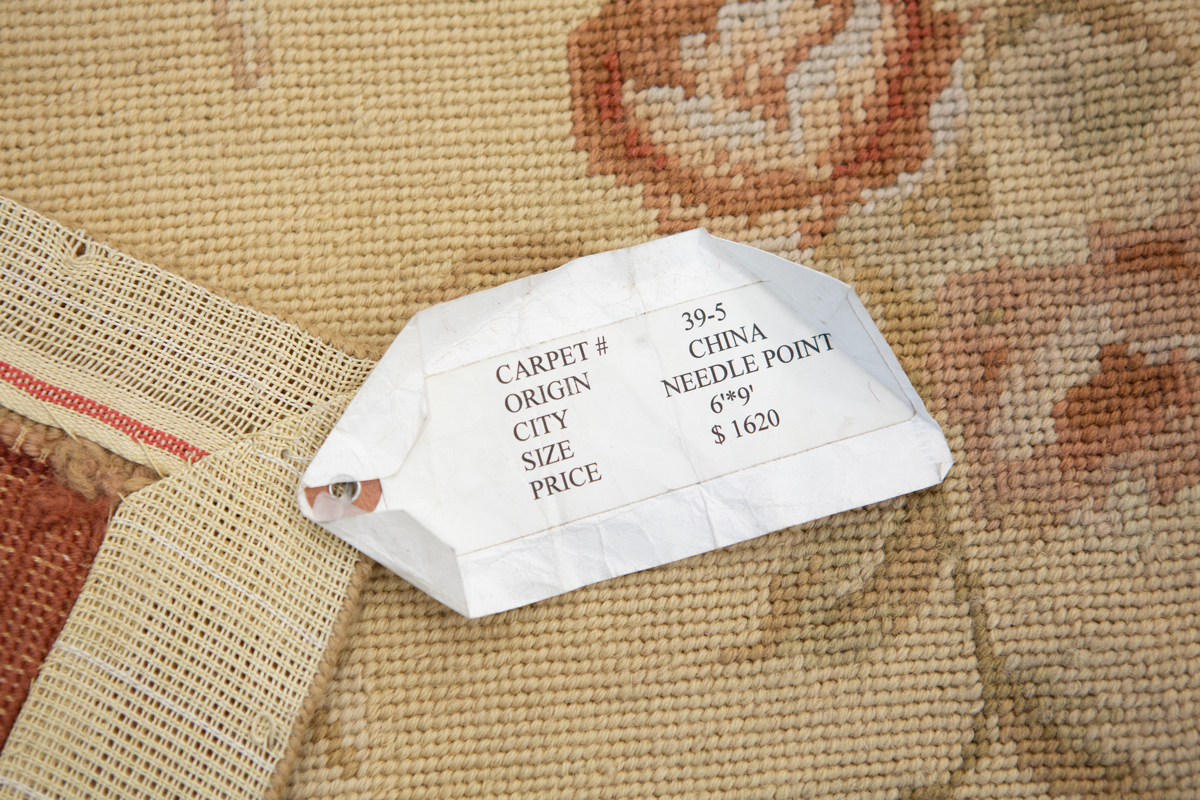 CARPET # 39-5
ORIGIN CHINA
CITY NEEDLE POINT
SIZE 6'*9'
PRICE $ 1620